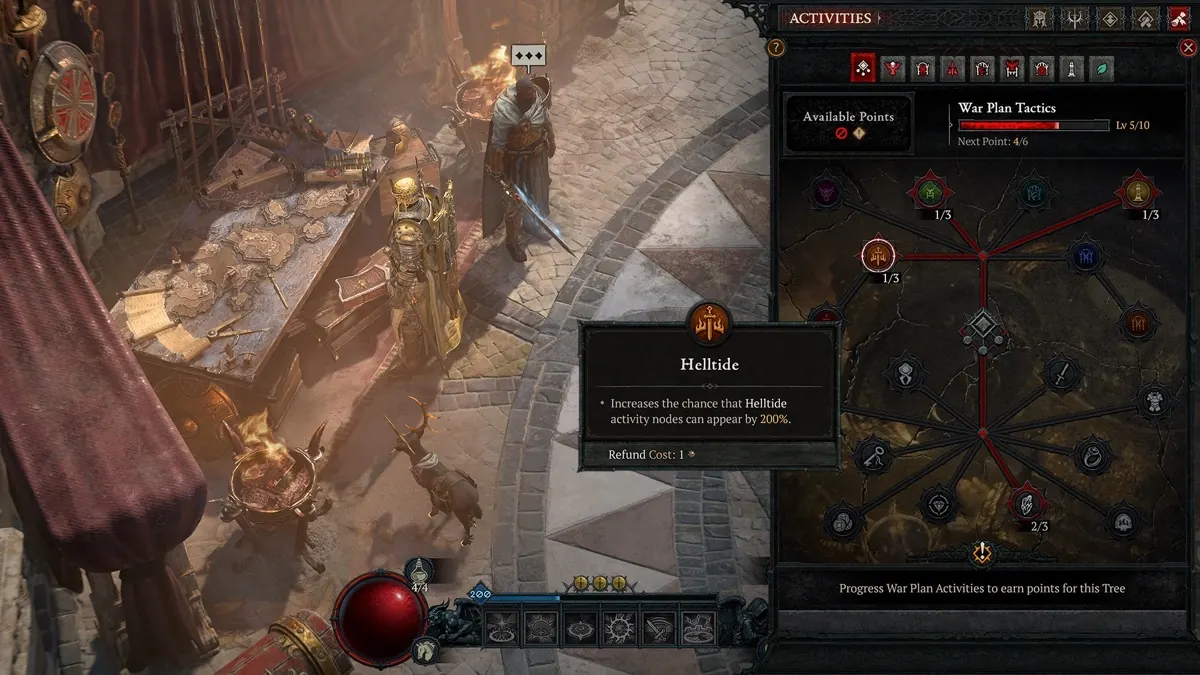 ACTIVITIES
?
Available Points
War Plan Tactics
Lv 5/10
Next Point: 4/6
1/3
1/3
1/3
Helltide
Increases the chance that Helltide
activity nodes can appear by 200%.
Refund Cost: 1
2/3
!
Progress War Plan Activities to earn points for this Tree
4/4
200